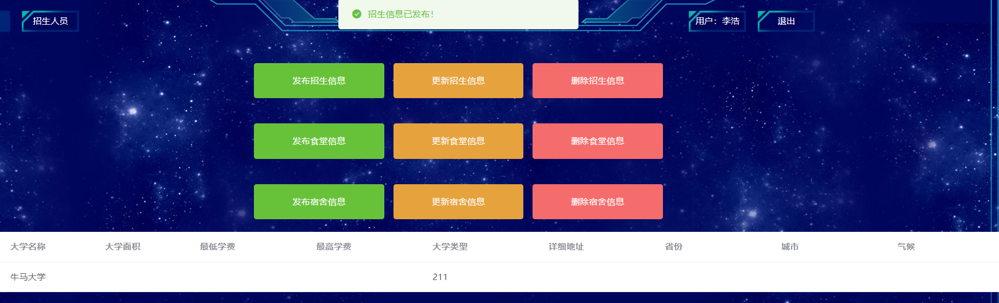 招生信息已发布!
招生人员
用户：李浩
退出
发布招生信息
更新招生信息
删除招生信息
发布食堂信息
更新食堂信息
删除食堂信息
发布宿舍信息
更新宿舍信息
删除宿舍信息
大学名称 大学面积 最低学费 最高学费 大学类型 详细地址 省份 城市 气候
牛马大学 211